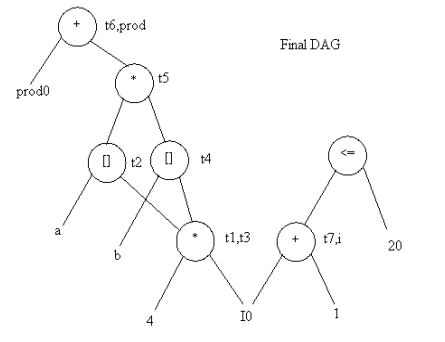 + t6,prod
Final DAG
* t5
prod0
[] t2
[] t4
<=
a
b
* t1,t3
+ t7,i
20
4
I0
1